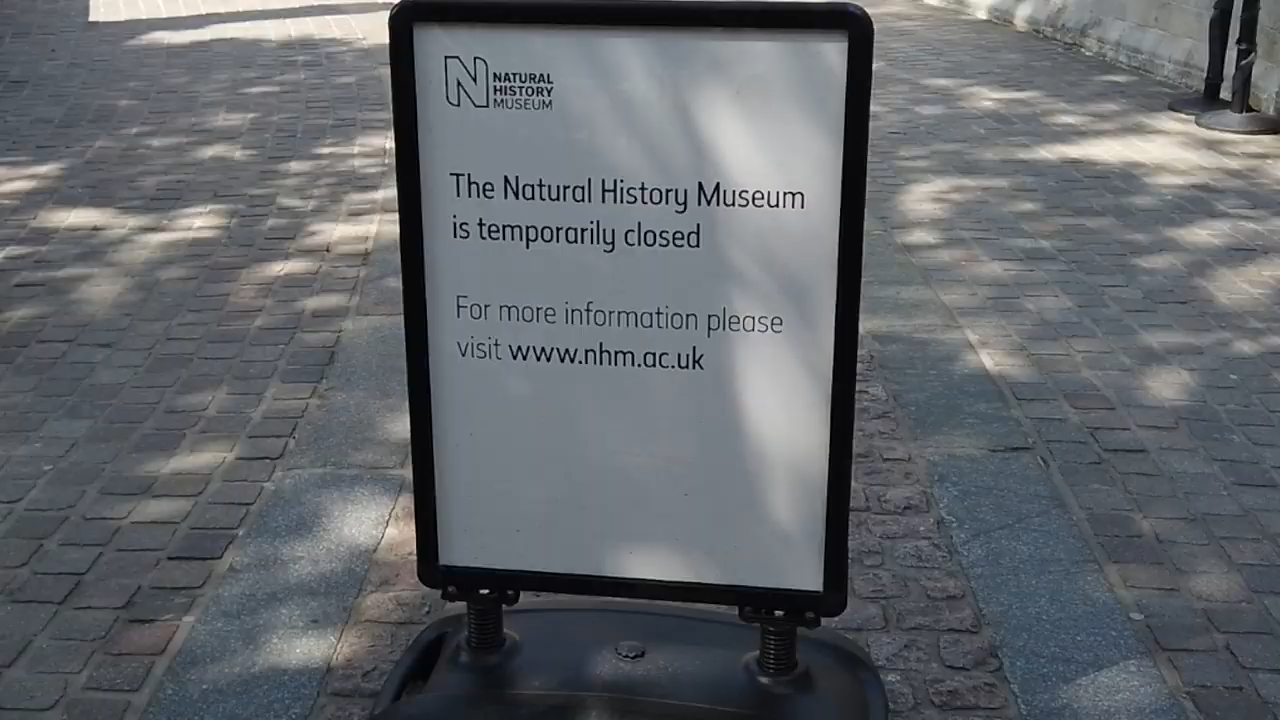 N NATURAL
HISTORY
MUSEUM
The Natural History Museum
is temporarily closed
For more information please
visit www.nhm.ac.uk